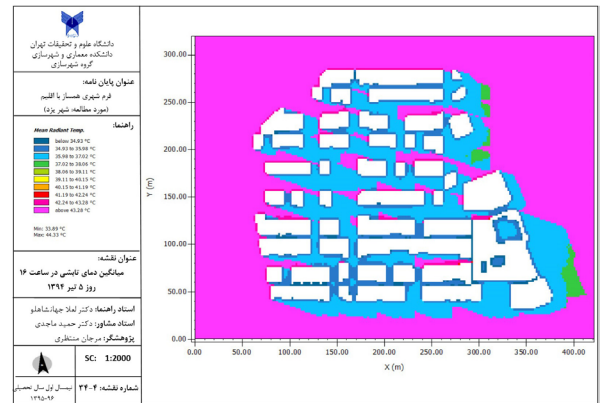 دانشگاه علوم و تحقیقات تهران
دانشکده معماری و شهرسازی
گروه شهرسازی
عنوان پایان نامه:
فرم شهری همساز با اقلیم
(مورد مطالعه: شهر یزد)
راهنما:
Mean Radiant Temp.
below 34.93 °C
34.93 to 35.98 °C
35.98 to 37.02 °C
37.02 to 38.06 °C
38.06 to 39.11 °C
39.11 to 40.15 °C
40.15 to 41.19 °C
41.19 to 42.24 °C
42.24 to 43.28 °C
above 43.28 °C
Min: 33.89 °C
Max: 44.33 °C
عنوان نقشه:
میانگین دمای تابشی در ساعت ۱۶
روز ۵ تیر ۱۳۹۴
استاد راهنما: دکتر لعلا جهانشاهلو
استاد مشاور: دکتر حمید ماجدی
پژوهشگر: مرجان منتظری
SC: 1:2000
شماره نقشه: ۴-۳۴
نیمسال اول سال تحصیلی
۱۳۹۵-۹۶
Y (m)
300.00
250.00
200.00
150.00
100.00
50.00
0.00
0.00 50.00 100.00 150.00 200.00 250.00 300.00 350.00 400.00
X (m)